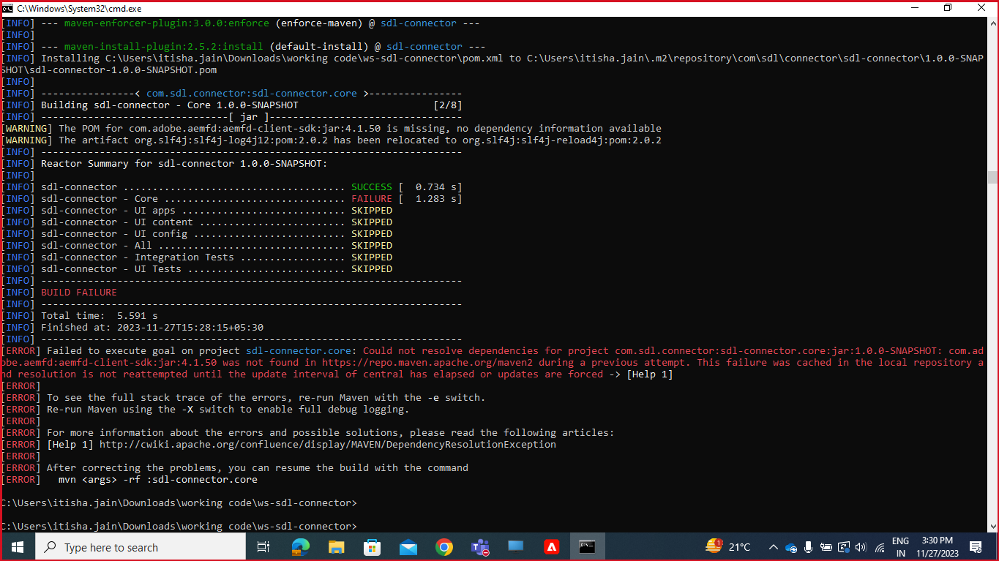 C:\Windows\System32\cmd.exe
[INFO] --- maven-enforcer-plugin:3.0.0:enforce (enforce-maven) @ sdl-connector ---
[INFO]
[INFO] --- maven-install-plugin:2.5.2:install (default-install) @ sdl-connector ---
[INFO] Installing C:\Users\itisha.jain\Downloads\working code\ws-sdl-connector\pom.xml to C:\Users\itisha.jain\.m2\repository\com\sdl\connector\sdl-connector\1.0.0-SNAP
SHOT\sdl-connector-1.0.0-SNAPSHOT.pom
[INFO]
[INFO] ----------------< com.sdl.connector:sdl-connector.core >----------------
[INFO] Building sdl-connector - Core 1.0.0-SNAPSHOT                       [2/8]
[INFO] --------------------------------[ jar ]---------------------------------
[WARNING] The POM for com.adobe.aemfd:aemfd-client-sdk:jar:4.1.50 is missing, no dependency information available
[WARNING] The artifact org.slf4j:slf4j-log4j12:pom:2.0.2 has been relocated to org.slf4j:slf4j-reload4j:pom:2.0.2
[INFO] ------------------------------------------------------------------------
[INFO] Reactor Summary for sdl-connector 1.0.0-SNAPSHOT:
[INFO]
[INFO] sdl-connector ...................................... SUCCESS [  0.734 s]
[INFO] sdl-connector - Core ............................... FAILURE [  1.283 s]
[INFO] sdl-connector - UI apps ............................ SKIPPED
[INFO] sdl-connector - UI content ......................... SKIPPED
[INFO] sdl-connector - UI config .......................... SKIPPED
[INFO] sdl-connector - All ................................ SKIPPED
[INFO] sdl-connector - Integration Tests .................. SKIPPED
[INFO] sdl-connector - UI Tests ........................... SKIPPED
[INFO] ------------------------------------------------------------------------
[INFO] BUILD FAILURE
[INFO] ------------------------------------------------------------------------
[INFO] Total time:  5.591 s
[INFO] Finished at: 2023-11-27T15:28:15+05:30
[INFO] ------------------------------------------------------------------------
[ERROR] Failed to execute goal on project sdl-connector.core: Could not resolve dependencies for project com.sdl.connector:sdl-connector.core:jar:1.0.0-SNAPSHOT: com.ad
obe.aemfd:aemfd-client-sdk:jar:4.1.50 was not found in https://repo.maven.apache.org/maven2 during a previous attempt. This failure was cached in the local repository a
nd resolution is not reattempted until the update interval of central has elapsed or updates are forced -> [Help 1]
[ERROR]
[ERROR] To see the full stack trace of the errors, re-run Maven with the -e switch.
[ERROR] Re-run Maven using the -X switch to enable full debug logging.
[ERROR]
[ERROR] For more information about the errors and possible solutions, please read the following articles:
[ERROR] [Help 1] http://cwiki.apache.org/confluence/display/MAVEN/DependencyResolutionException
[ERROR]
[ERROR] After correcting the problems, you can resume the build with the command
[ERROR]   mvn <args> -rf :sdl-connector.core
C:\Users\itisha.jain\Downloads\working code\ws-sdl-connector>
C:\Users\itisha.jain\Downloads\working code\ws-sdl-connector>
Type here to search
21°C
ENG
IN
3:30 PM
11/27/2023